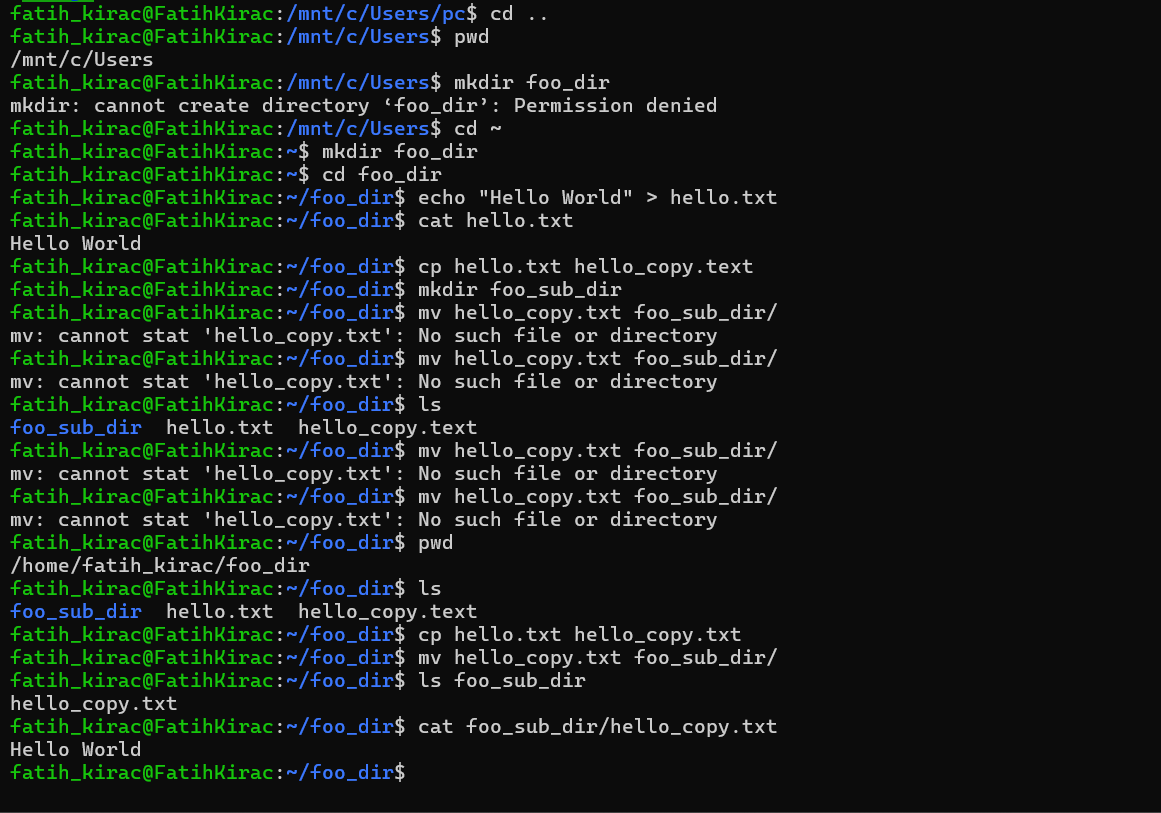 fatih_kirac@FatihKirac:/mnt/c/Users/pc$ cd ..
fatih_kirac@FatihKirac:/mnt/c/Users$ pwd
/mnt/c/Users
fatih_kirac@FatihKirac:/mnt/c/Users$ mkdir foo_dir
mkdir: cannot create directory ‘foo_dir’: Permission denied
fatih_kirac@FatihKirac:/mnt/c/Users$ cd ~
fatih_kirac@FatihKirac:~$ mkdir foo_dir
fatih_kirac@FatihKirac:~$ cd foo_dir
fatih_kirac@FatihKirac:~/foo_dir$ echo "Hello World" > hello.txt
fatih_kirac@FatihKirac:~/foo_dir$ cat hello.txt
Hello World
fatih_kirac@FatihKirac:~/foo_dir$ cp hello.txt hello_copy.text
fatih_kirac@FatihKirac:~/foo_dir$ mkdir foo_sub_dir
fatih_kirac@FatihKirac:~/foo_dir$ mv hello_copy.txt foo_sub_dir/
mv: cannot stat 'hello_copy.txt': No such file or directory
fatih_kirac@FatihKirac:~/foo_dir$ mv hello_copy.txt foo_sub_dir/
mv: cannot stat 'hello_copy.txt': No such file or directory
fatih_kirac@FatihKirac:~/foo_dir$ ls
foo_sub_dir  hello.txt  hello_copy.text
fatih_kirac@FatihKirac:~/foo_dir$ mv hello_copy.txt foo_sub_dir/
mv: cannot stat 'hello_copy.txt': No such file or directory
fatih_kirac@FatihKirac:~/foo_dir$ mv hello_copy.txt foo_sub_dir/
mv: cannot stat 'hello_copy.txt': No such file or directory
fatih_kirac@FatihKirac:~/foo_dir$ pwd
/home/fatih_kirac/foo_dir
fatih_kirac@FatihKirac:~/foo_dir$ ls
foo_sub_dir  hello.txt  hello_copy.text
fatih_kirac@FatihKirac:~/foo_dir$ cp hello.txt hello_copy.txt
fatih_kirac@FatihKirac:~/foo_dir$ mv hello_copy.txt foo_sub_dir/
fatih_kirac@FatihKirac:~/foo_dir$ ls foo_sub_dir
hello_copy.txt
fatih_kirac@FatihKirac:~/foo_dir$ cat foo_sub_dir/hello_copy.txt
Hello World
fatih_kirac@FatihKirac:~/foo_dir$